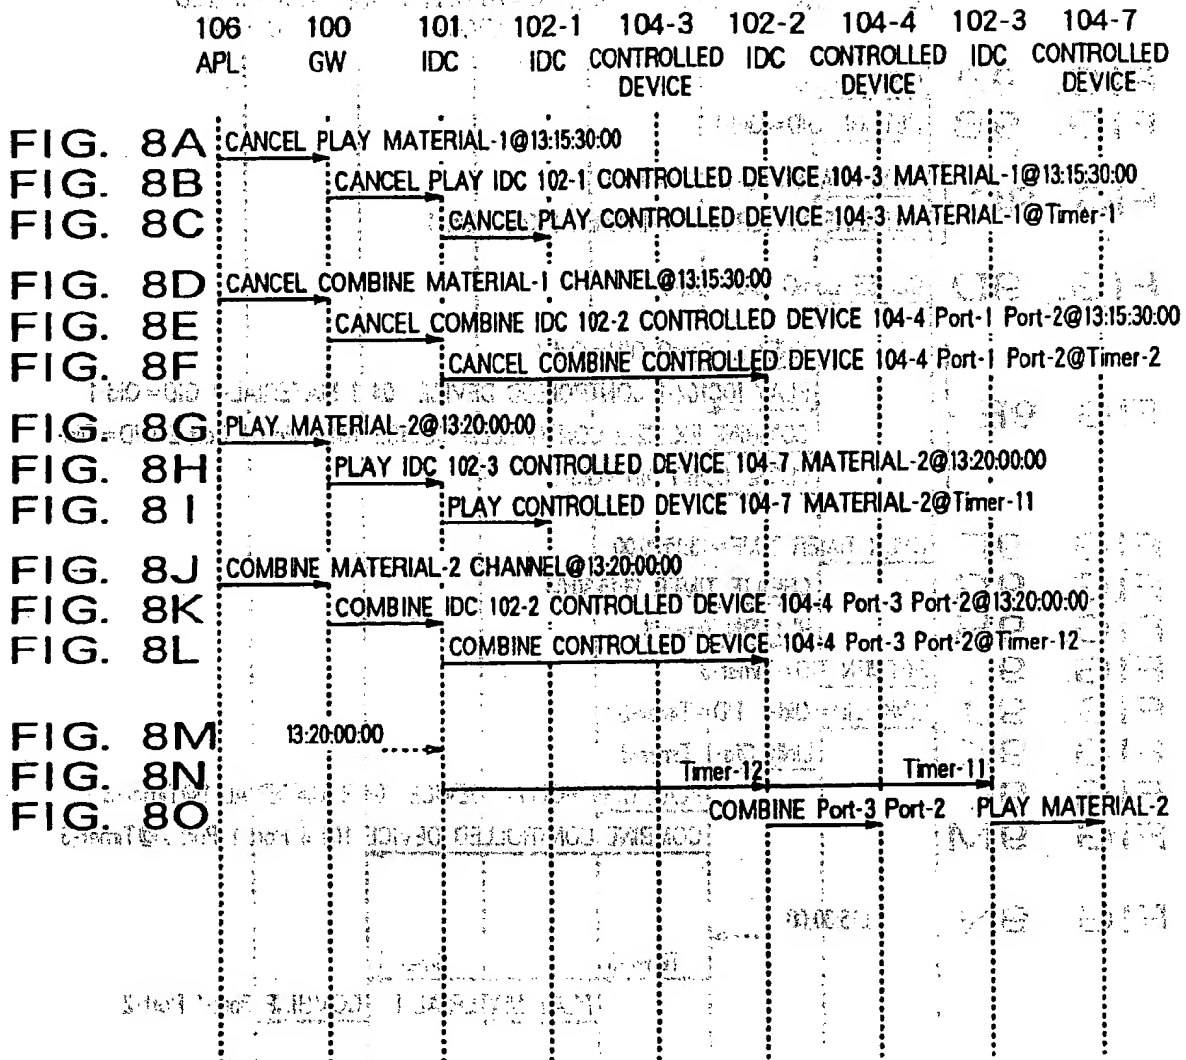 106 100 101 102-1 104-3 102-2 104-4 102-3 104-7
APL GW IDC IDC CONTROLLED IDC CONTROLLED IDC CONTROLLED
DEVICE DEVICE DEVICE
FIG. 8A CANCEL PLAY MATERIAL-1@13:15:30:00
FIG. 8B CANCEL PLAY IDC 102-1 CONTROLLED DEVICE 104-3 MATERIAL-1@13:15:30:00
FIG. 8C CANCEL PLAY CONTROLLED DEVICE 104-3 MATERIAL-1@Timer-1
FIG. 8D CANCEL COMBINE MATERIAL-1 CHANNEL@13:15:30:00
FIG. 8E CANCEL COMBINE IDC 102-2 CONTROLLED DEVICE 104-4 Port-1 Port-2@13:15:30:00
FIG. 8F CANCEL COMBINE CONTROLLED DEVICE 104-4 Port-1 Port-2@Timer-2
FIG. 8G PLAY MATERIAL-2@13:20:00:00
FIG. 8H PLAY IDC 102-3 CONTROLLED DEVICE 104-7 MATERIAL-2@13:20:00:00
FIG. 8I PLAY CONTROLLED DEVICE 104-7 MATERIAL-2@Timer-11
FIG. 8J COMBINE MATERIAL-2 CHANNEL@13:20:00:00
FIG. 8K COMBINE IDC 102-2 CONTROLLED DEVICE 104-4 Port-3 Port-2@13:20:00:00
FIG. 8L COMBINE CONTROLLED DEVICE 104-4 Port-3 Port-2@Timer-12
FIG. 8M 13:20:00:00
FIG. 8N Timer-12 Timer-11
FIG. 8O COMBINE Port-3 Port-2 PLAY MATERIAL-2